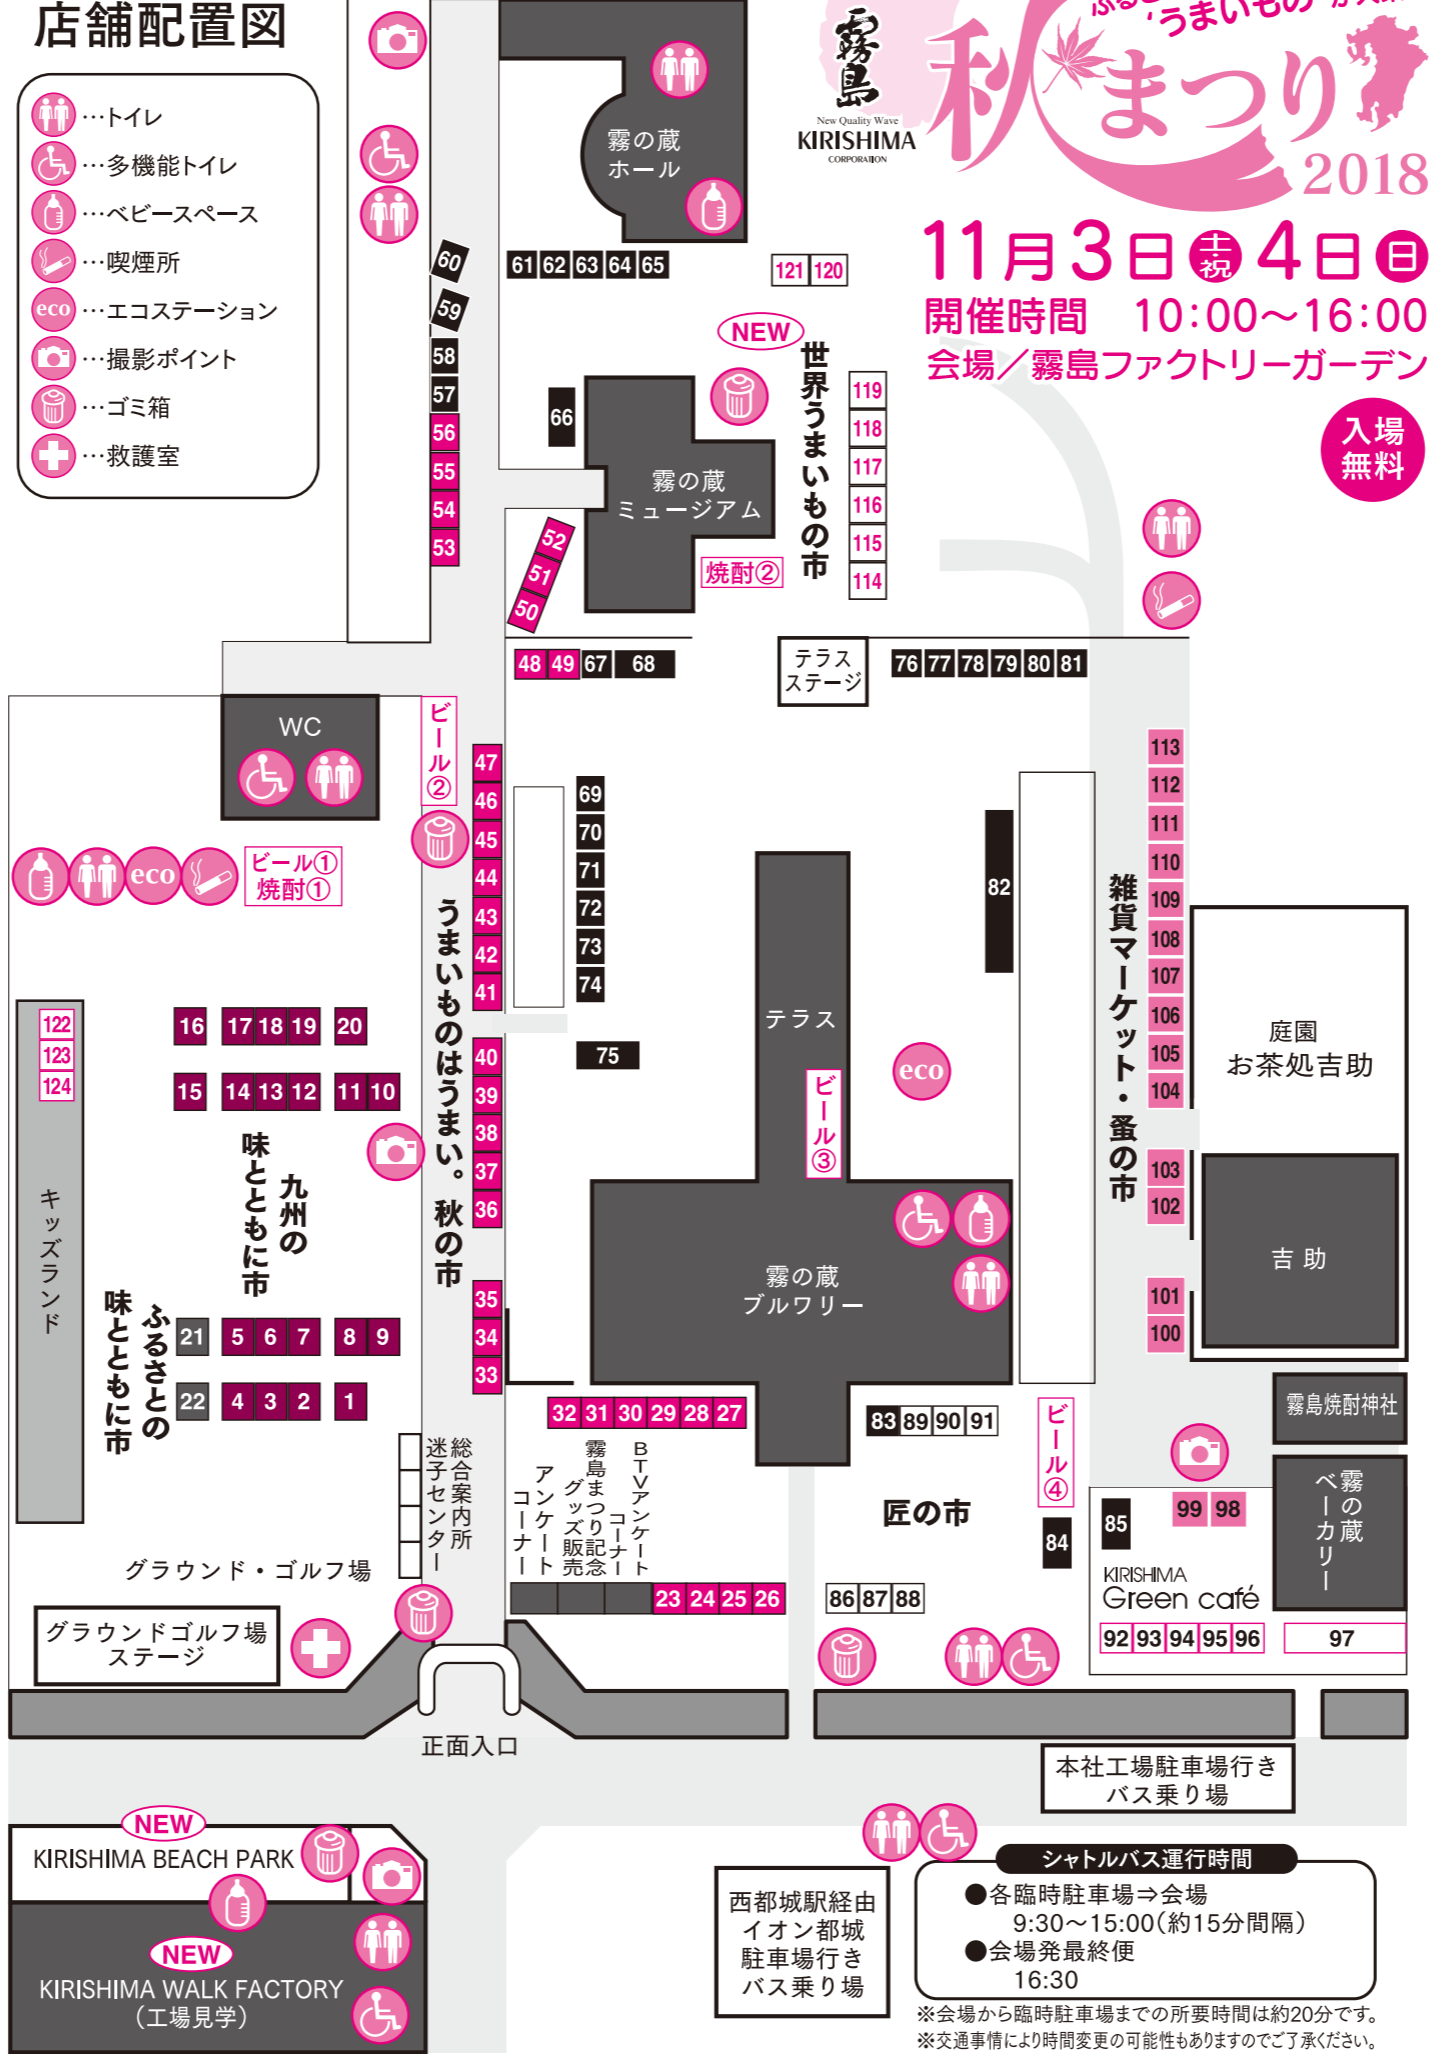 店舗配置図
…トイレ
…多機能トイレ
…ベビースペース
…喫煙所
eco …エコステーション
…撮影ポイント
…ゴミ箱
…救護室
霧島
New Quality Wave
KIRISHIMA
CORPORATION
うまいもの
秋まつり
2018
11月3日 土・祝 4日 日
開催時間 10:00～16:00
会場／霧島ファクトリーガーデン
入場
無料
霧の蔵
ホール
60
59
58
57
56
55
54
53
61 62 63 64 65
121 120
NEW
世界うまいもの市
119
118
117
116
115
114
66
霧の蔵
ミュージアム
焼酎②
52
51
50
48 49 67 68
テラス
ステージ
76 77 78 79 80 81
WC
ビール②
eco
ビール①
焼酎①
47
46
45
44
43
42
41
40
39
38
37
36
35
34
33
うまいものはうまい。秋の市
69
70
71
72
73
74
75
テラス
ビール③
eco
82
霧の蔵
ブルワリー
雑貨マーケット・蚤の市
113
112
111
110
109
108
107
106
105
104
103
102
101
100
庭園
お茶処吉助
吉助
霧島焼酎神社
霧の蔵
ベーカリー
122
123
124
キッズランド
16 17 18 19 20
15 14 13 12 11 10
九州の
味とともに市
ふるさとの
味とともに市
21 5 6 7 8 9
22 4 3 2 1
総合案内所
迷子センター
32 31 30 29 28 27
BTVアンケート
コーナー
霧島まつり記念
グッズ販売
アンケート
コーナー
23 24 25 26
83 89 90 91
匠の市
ビール④
84
85
99 98
KIRISHIMA
Green café
86 87 88
92 93 94 95 96 97
グラウンド・ゴルフ場
グラウンドゴルフ場
ステージ
正面入口
本社工場駐車場行き
バス乗り場
NEW
KIRISHIMA BEACH PARK
NEW
KIRISHIMA WALK FACTORY
（工場見学）
西都城駅経由
イオン都城
駐車場行き
バス乗り場
シャトルバス運行時間
●各臨時駐車場⇒会場
9:30～15:00（約15分間隔）
●会場発最終便
16:30
※会場から臨時駐車場までの所要時間は約20分です。
※交通事情により時間変更の可能性もありますのでご了承ください。